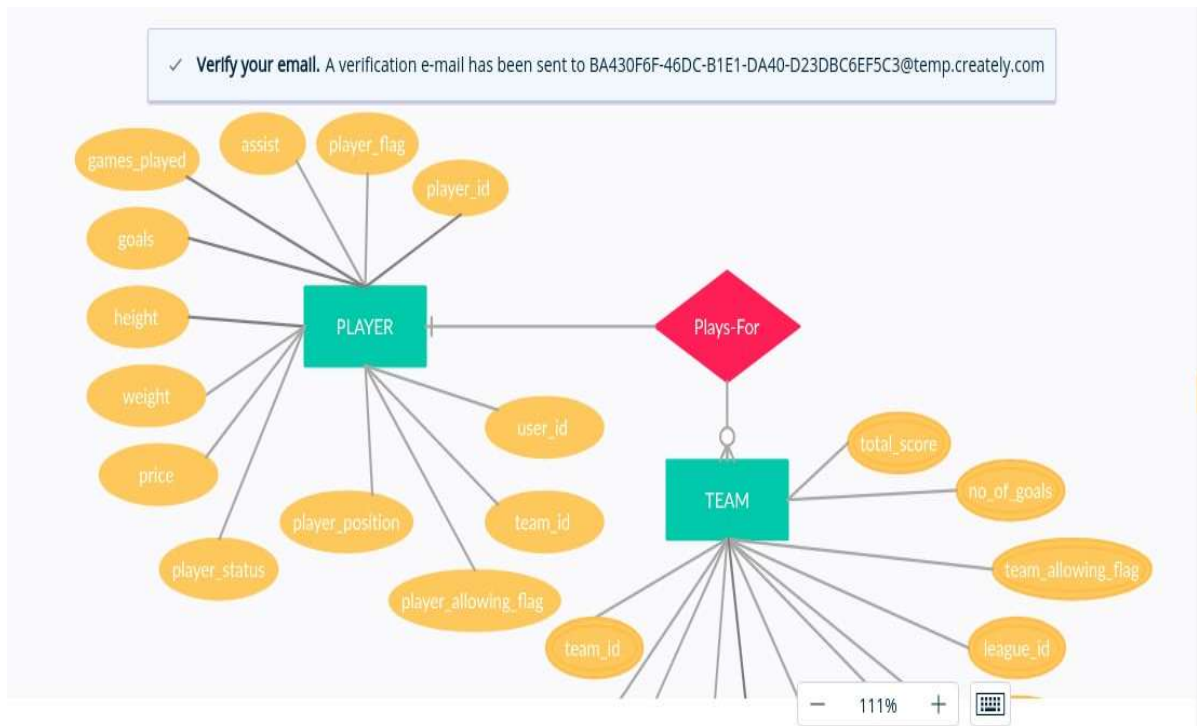 Verify your email. A verification e-mail has been sent to BA430F6F-46DC-B1E1-DA40-D23DBC6EF5C3@temp.creately.com
assist
player_flag
games_played
player_id
goals
height
PLAYER
Plays-For
weight
user_id
total_score
price
no_of_goals
TEAM
player_position
team_id
player_status
team_allowing_flag
player_allowing_flag
team_id
league_id
111%